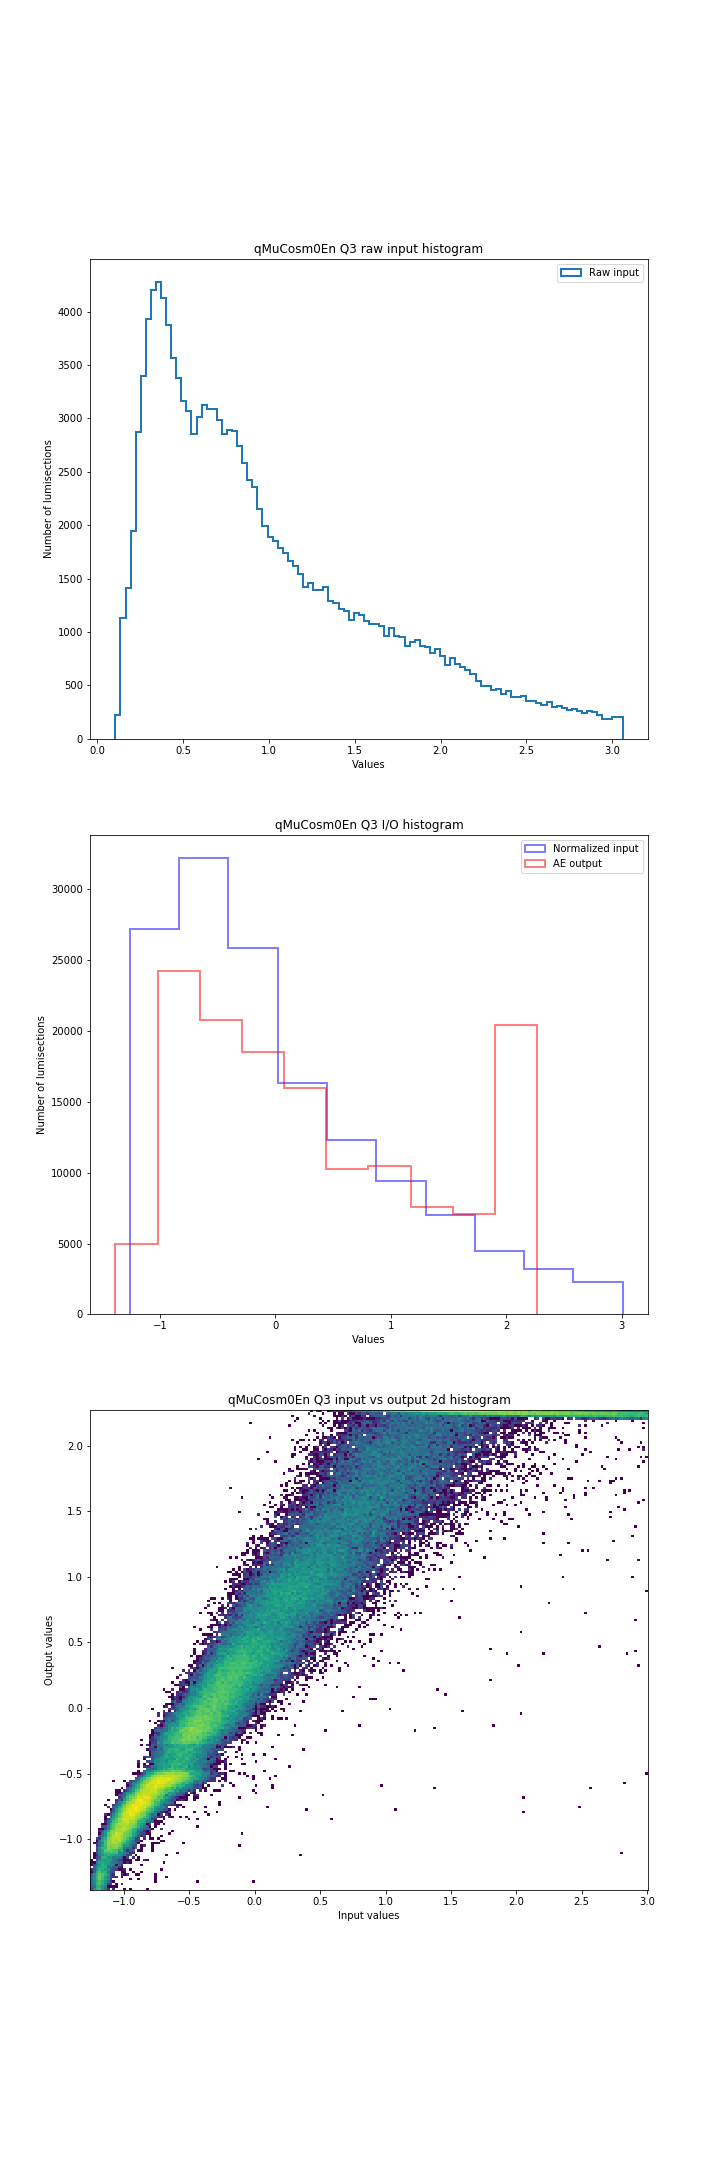 qMuCosm0En Q3 raw input histogram
Raw input
4000
3500
3000
2500
2000
1500
1000
500
0
Number of lumisections
0.0 0.5 1.0 1.5 2.0 2.5 3.0
Values
qMuCosm0En Q3 I/O histogram
Normalized input
AE output
30000
25000
20000
15000
10000
5000
0
Number of lumisections
−1 0 1 2 3
Values
qMuCosm0En Q3 input vs output 2d histogram
2.0
1.5
1.0
0.5
0.0
−0.5
−1.0
Output values
−1.0 −0.5 0.0 0.5 1.0 1.5 2.0 2.5 3.0
Input values